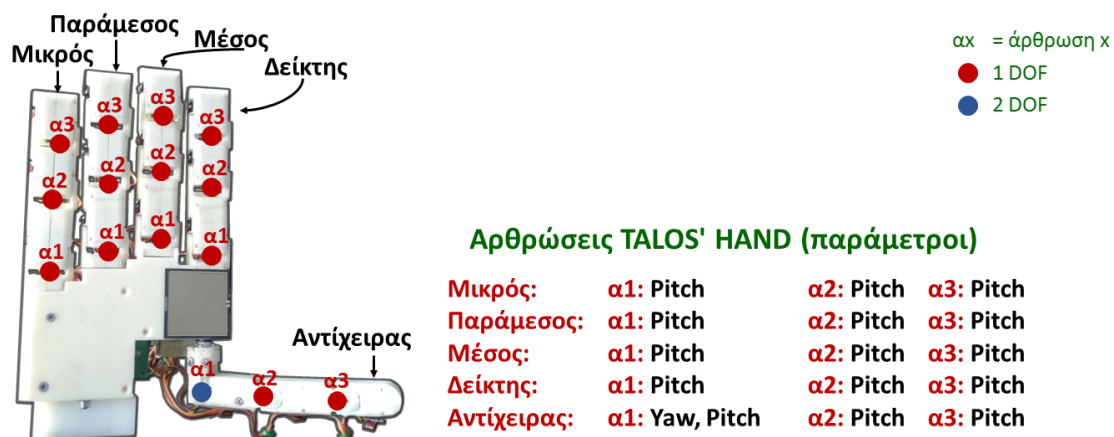 Παράμεσος
Μέσος
Μικρός
Δείκτης
αx = άρθρωση x
1 DOF
2 DOF
α3
α3
α3
α3
α2
α2
α2
α2
α1
α1
α1
α1
Αντίχειρας
α1
α2
α3
Αρθρώσεις TALOS' HAND (παράμετροι)
Μικρός: α1: Pitch α2: Pitch α3: Pitch
Παράμεσος: α1: Pitch α2: Pitch α3: Pitch
Μέσος: α1: Pitch α2: Pitch α3: Pitch
Δείκτης: α1: Pitch α2: Pitch α3: Pitch
Αντίχειρας: α1: Yaw, Pitch α2: Pitch α3: Pitch